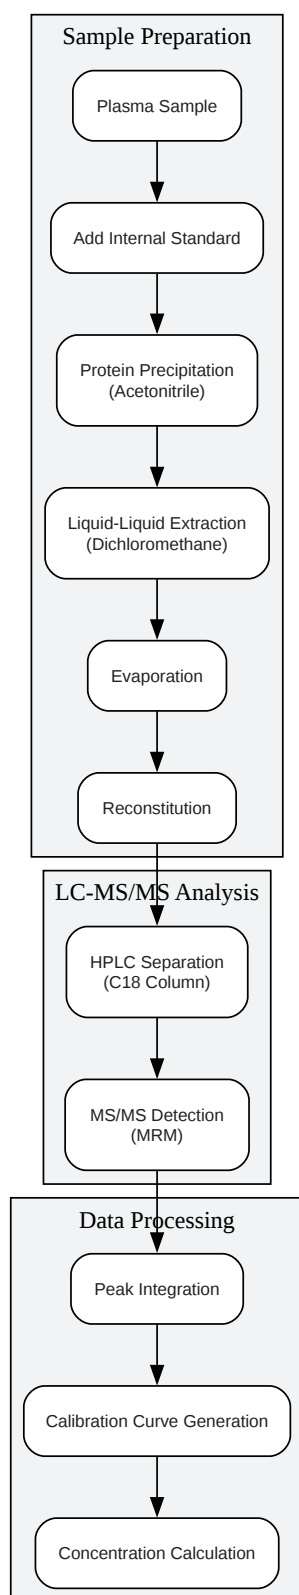 Sample Preparation
Plasma Sample
Add Internal Standard
Protein Precipitation
(Acetonitrile)
Liquid-Liquid Extraction
(Dichloromethane)
Evaporation
Reconstitution
LC-MS/MS Analysis
HPLC Separation
(C18 Column)
MS/MS Detection
(MRM)
Data Processing
Peak Integration
Calibration Curve Generation
Concentration Calculation